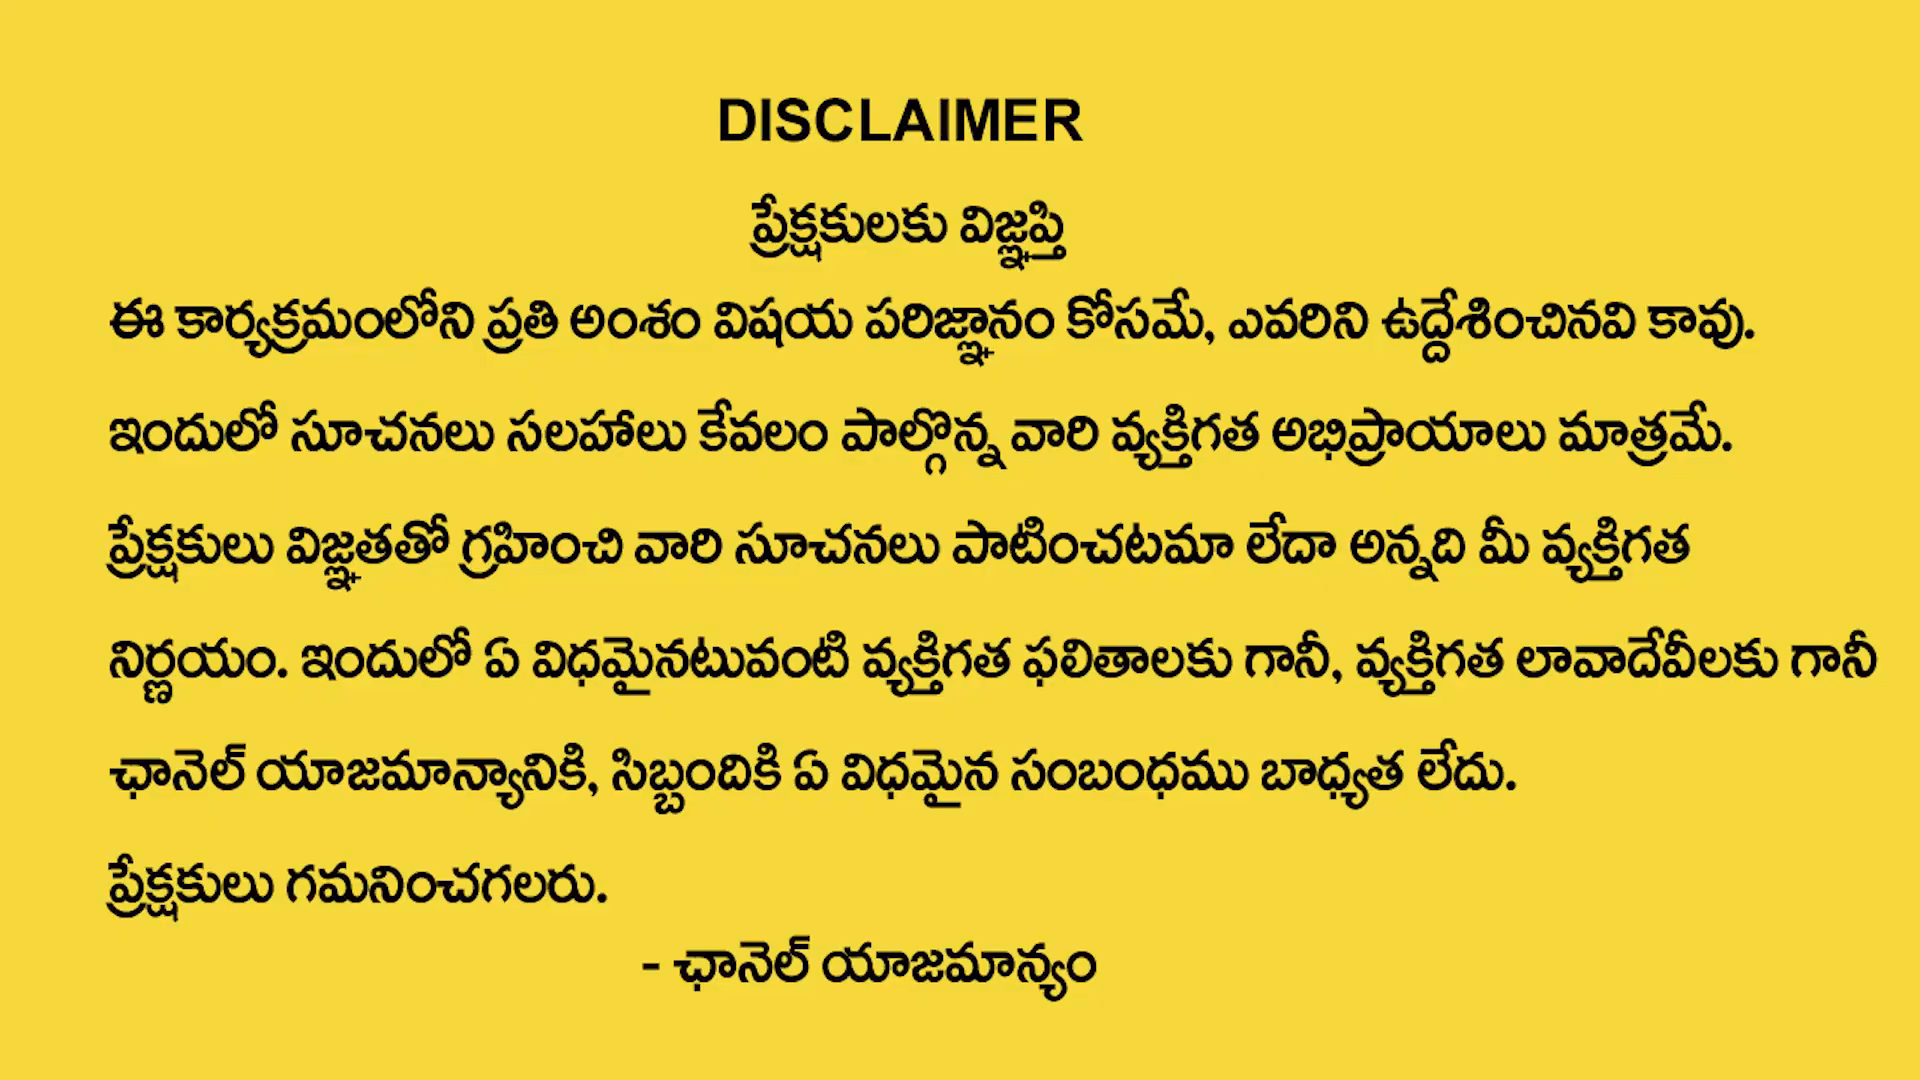 DISCLAIMER
ప్రేక్షకులకు విజ్ఞప్తి
ఈ కార్యక్రమంలోని ప్రతి అంశం విషయ పరిజ్ఞానం కోసమే, ఎవరిని ఉద్దేశించినవి కావు.
ఇందులో సూచనలు సలహాలు కేవలం పాల్గొన్న వారి వ్యక్తిగత అభిప్రాయాలు మాత్రమే.
ప్రేక్షకులు విజ్ఞతతో గ్రహించి వారి సూచనలు పాటించటమా లేదా అన్నది మీ వ్యక్తిగత
నిర్ణయం. ఇందులో ఏ విధమైనటువంటి వ్యక్తిగత ఫలితాలకు గానీ, వ్యక్తిగత లావాదేవీలకు గానీ
ఛానెల్ యాజమాన్యానికి, సిబ్బందికి ఏ విధమైన సంబంధము బాధ్యత లేదు.
ప్రేక్షకులు గమనించగలరు.
- ఛానెల్ యాజమాన్యం